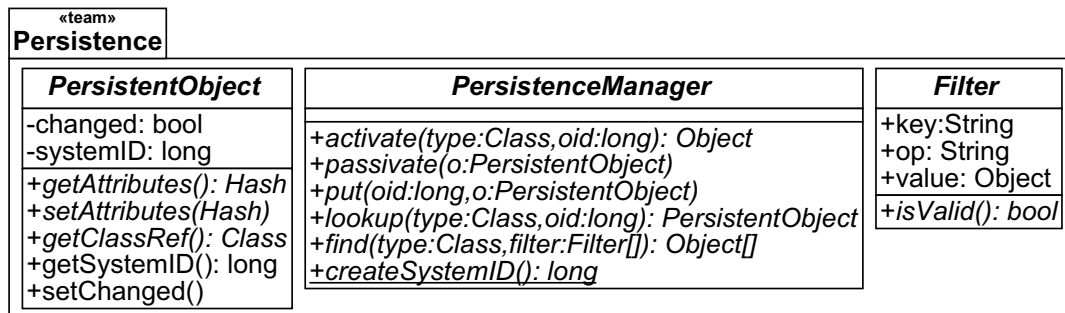 «team»
Persistence
PersistentObject
-changed: bool
-systemID: long
+getAttributes(): Hash
+setAttributes(Hash)
+getClassRef(): Class
+getSystemID(): long
+setChanged()
PersistenceManager
+activate(type:Class,oid:long): Object
+passivate(o:PersistentObject)
+put(oid:long,o:PersistentObject)
+lookup(type:Class,oid:long): PersistentObject
+find(type:Class,filter:Filter[]): Object[]
+createSystemID(): long
Filter
+key:String
+op: String
+value: Object
+isValid(): bool